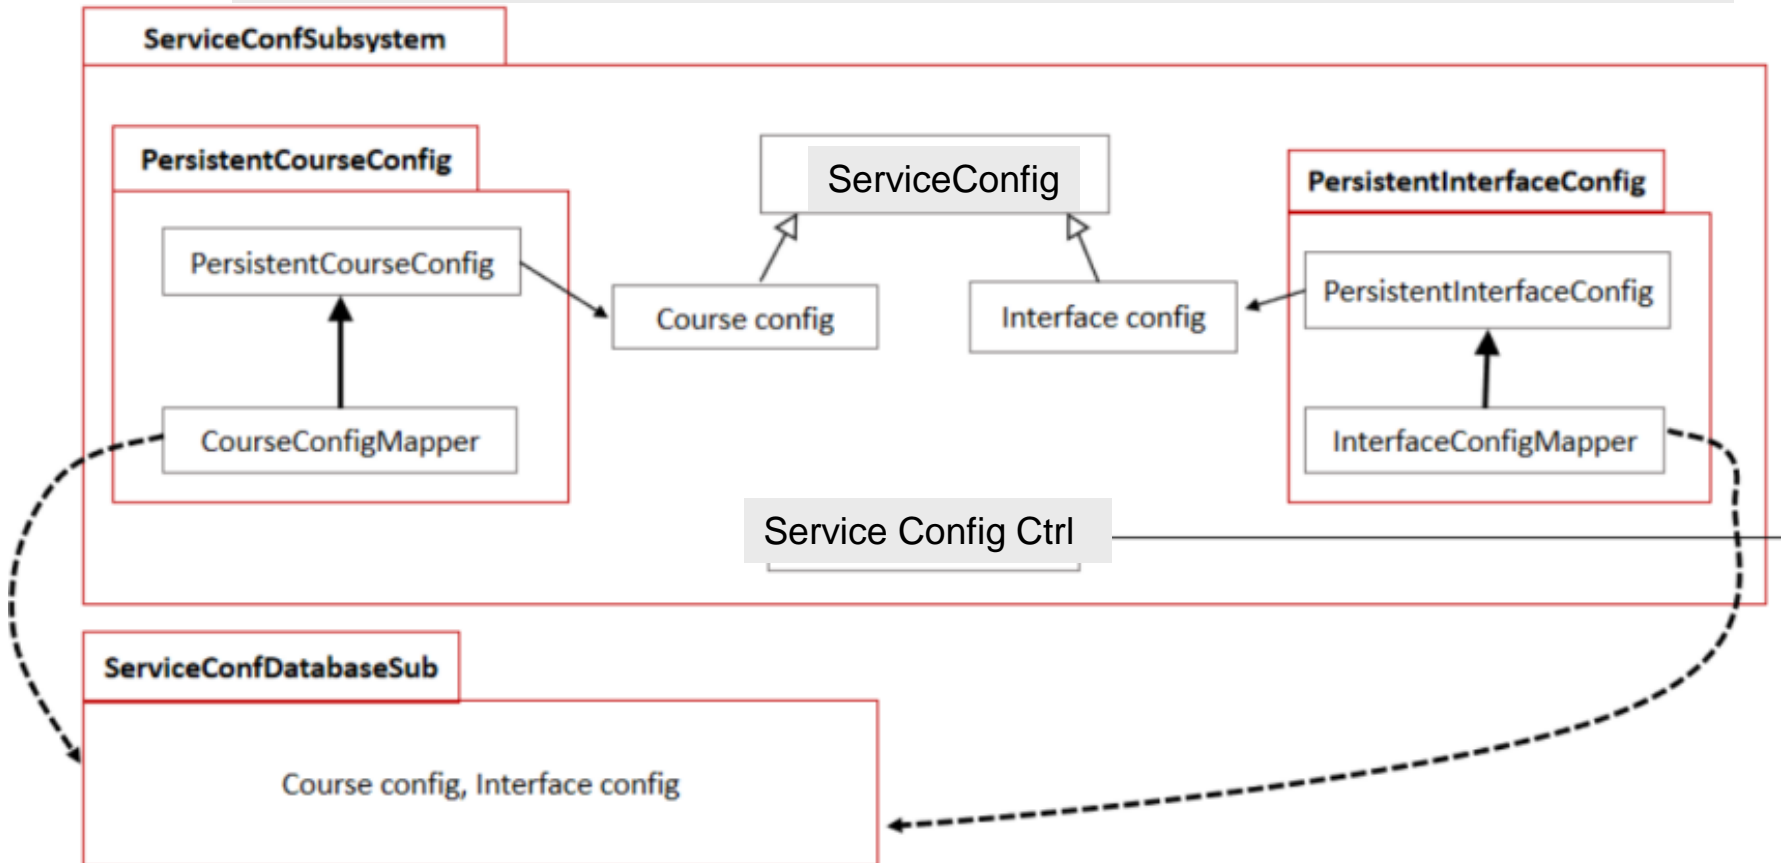 ServiceConfSubsystem
PersistentCourseConfig
ServiceConfig
PersistentInterfaceConfig
PersistentCourseConfig
PersistentInterfaceConfig
Course config
Interface config
CourseConfigMapper
InterfaceConfigMapper
Service Config Ctrl
ServiceConfDatabaseSub
Course config, Interface config